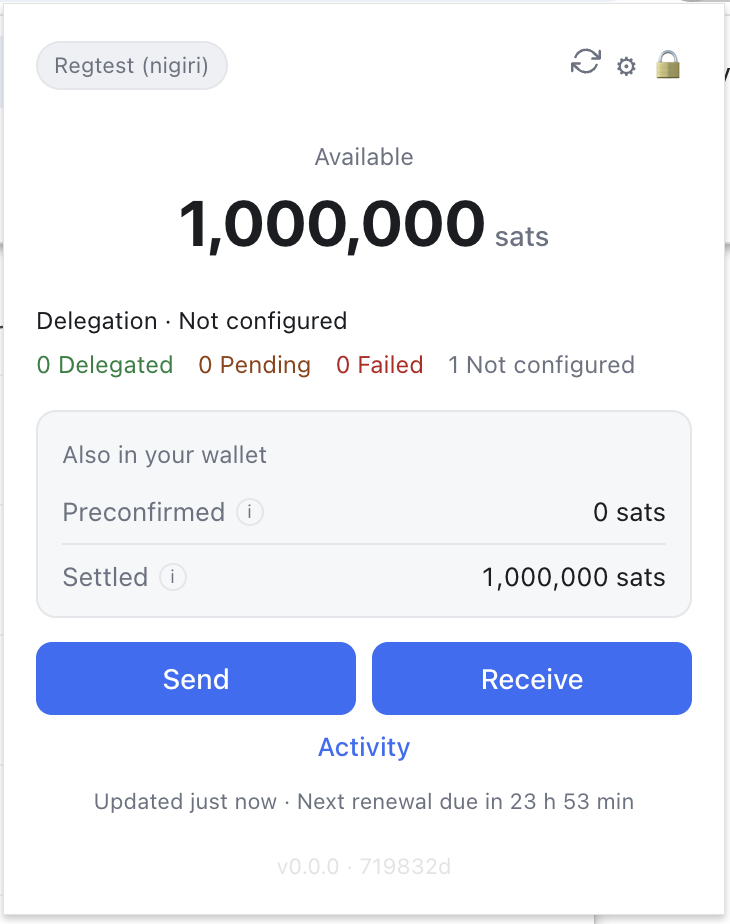 Regtest (nigiri)
Available
1,000,000 sats
Delegation · Not configured
0 Delegated 0 Pending 0 Failed 1 Not configured
Also in your wallet
Preconfirmed i 0 sats
Settled i 1,000,000 sats
Send Receive
Activity
Updated just now · Next renewal due in 23 h 53 min
v0.0.0 · 719832d